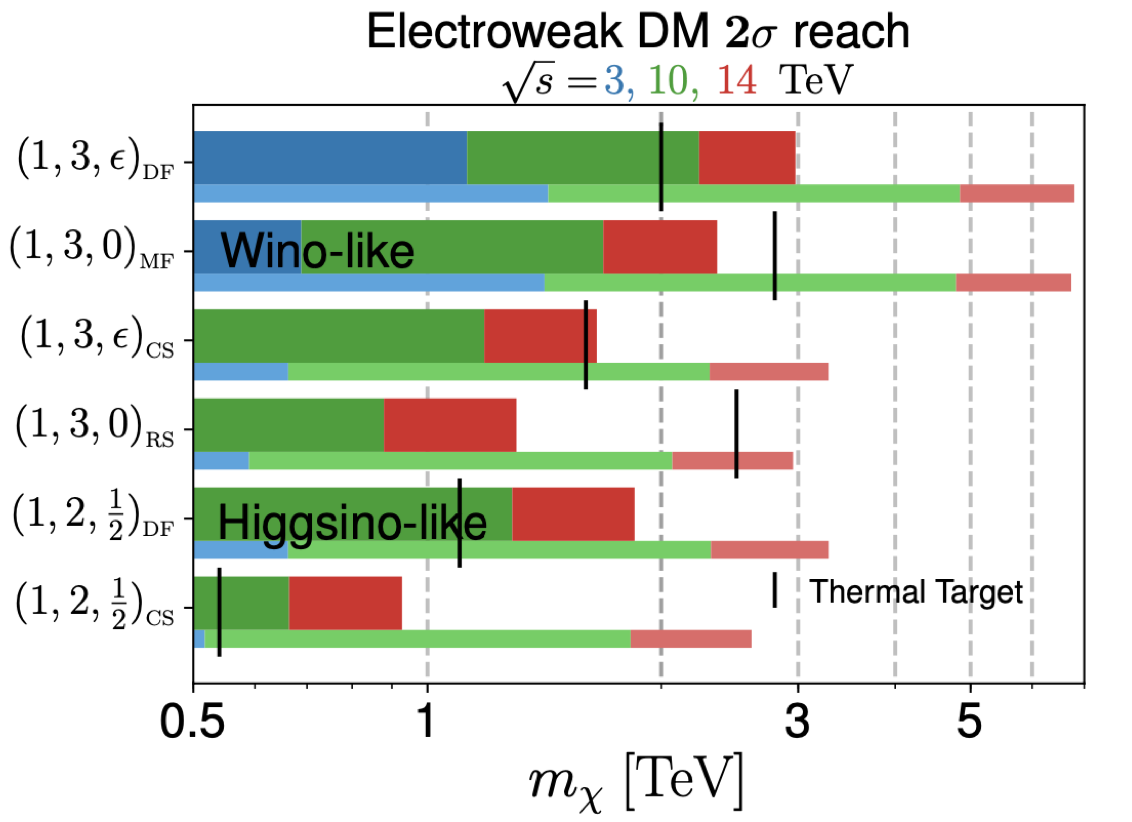 Electroweak DM 2σ reach
√s = 3, 10, 14 TeV
(1, 3, ϵ)DF
(1, 3, 0)MF
Wino-like
(1, 3, ϵ)CS
(1, 3, 0)RS
(1, 2, 1/2)DF
Higgsino-like
(1, 2, 1/2)CS
Thermal Target
0.5 1 3 5
mχ [TeV]